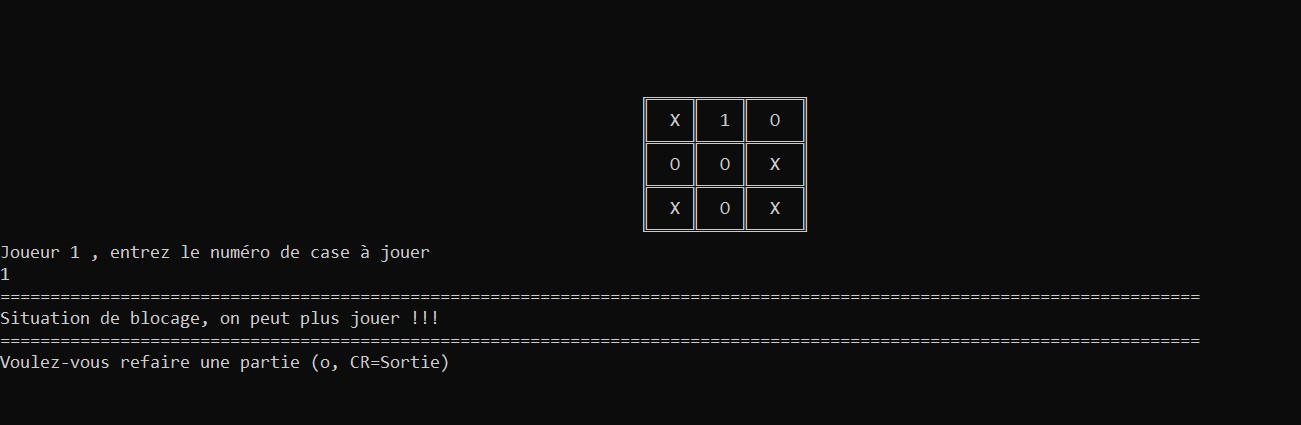 X 1 O
O O X
X O X
Joueur 1 , entrez le numéro de case à jouer
1
========================================================================================================================
Situation de blocage, on peut plus jouer !!!
========================================================================================================================
Voulez-vous refaire une partie (o, CR=Sortie)